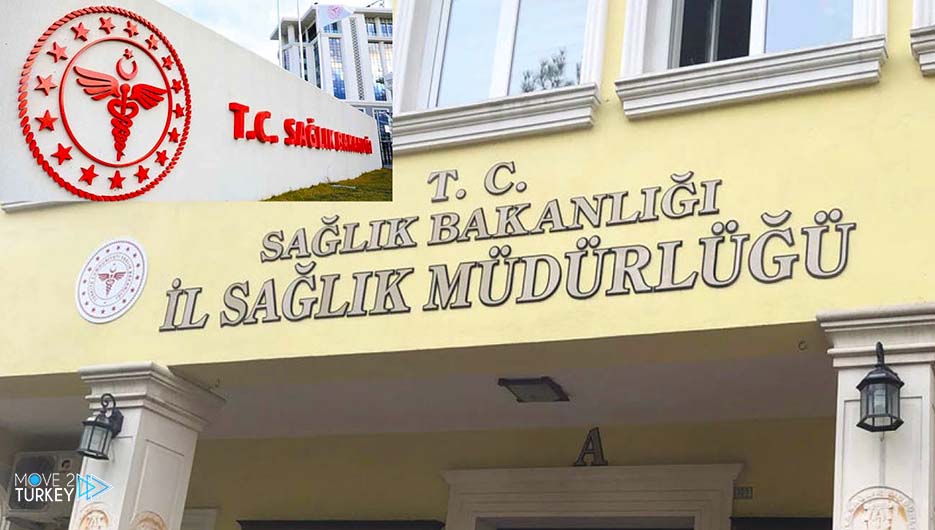 T.C. SAĞLIK BAKANLIĞI
T. C.
SAĞLIK BAKANLIĞI
İL SAĞLIK MÜDÜRLÜĞÜ
A
MOVE 2
TURKEY